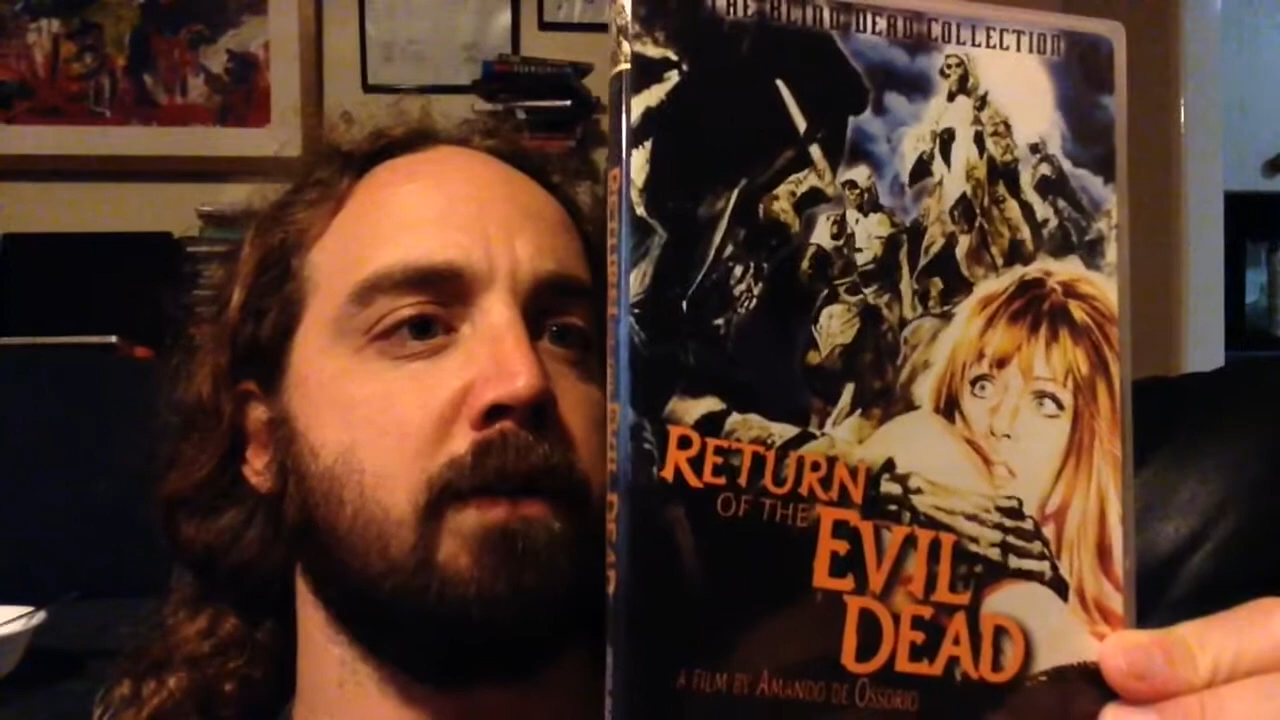 THE BLIND DEAD COLLECTION
RETURN
OF THE
EVIL
DEAD
A FILM BY AMANDO DE OSSORIO